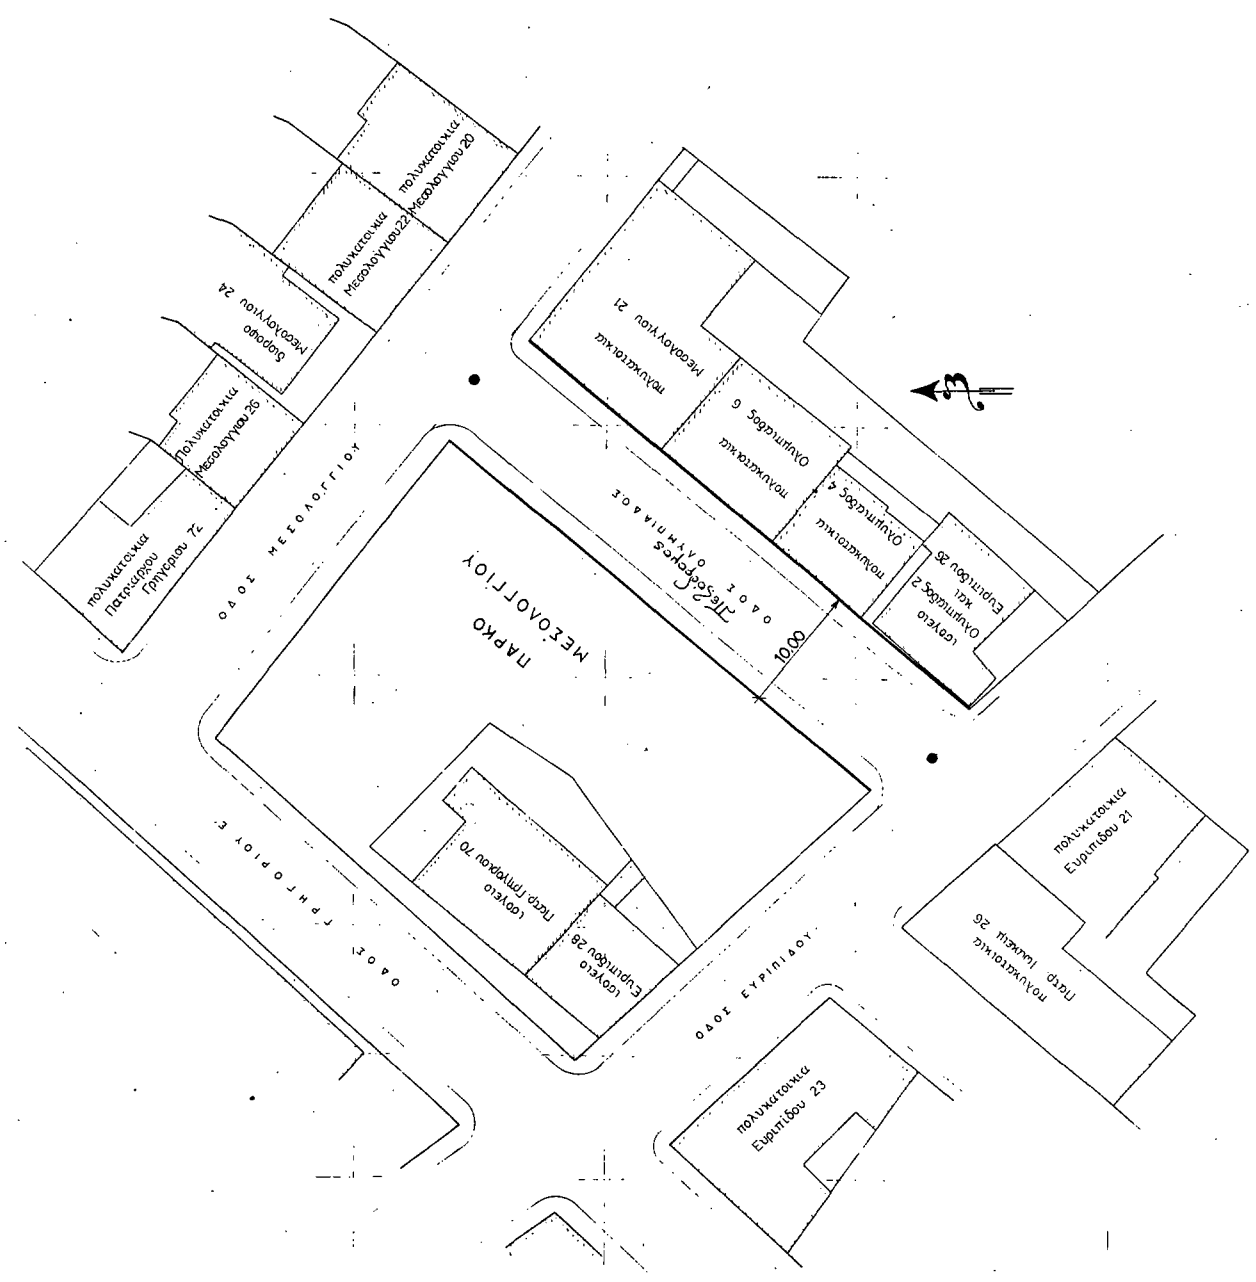 πολυκατοικια
Μεσολογγιου 20
πολυκατοικια
Μεσολογγιου 22
διοροφο
Μεσολογγιου 24
Πολυκατοικια
Μεσολογγιου 26
πολυκατοικια
Πατριαρχου
Γρηγοριου 72
ΟΔΟΣ ΜΕΣΟΛΟΓΓΙΟΥ
πολυκατοικια
Μεσολογγιου
21
πολυκατοικια
Ολυμπιαδος 6
πολυκατοικια
Ολυμπιαδος 4
ισογειο
Ολυμπιαδος 2
και
Ευριπιδου 26
ΟΔΟΣ ΟΛΥΜΠΙΑΔΟΣ
Πεζοδρομος
10.00
ΠΑΡΚΟ
ΜΕΣΟΛΟΓΓΙΟΥ
ισογειο
Πατρ. Γρηγοριου 70
ισογειο
Ευριπιδου 28
ΟΔΟΣ ΓΡΗΓΟΡΙΟΥ Ε'
ΟΔΟΣ ΕΥΡΙΠΙΔΟΥ
πολυκατοικια
Ευριπιδου 21
πολυκατοικια
Πατρ. Ιωακειμ 26
πολυκατοικια
Ευριπιδου 23